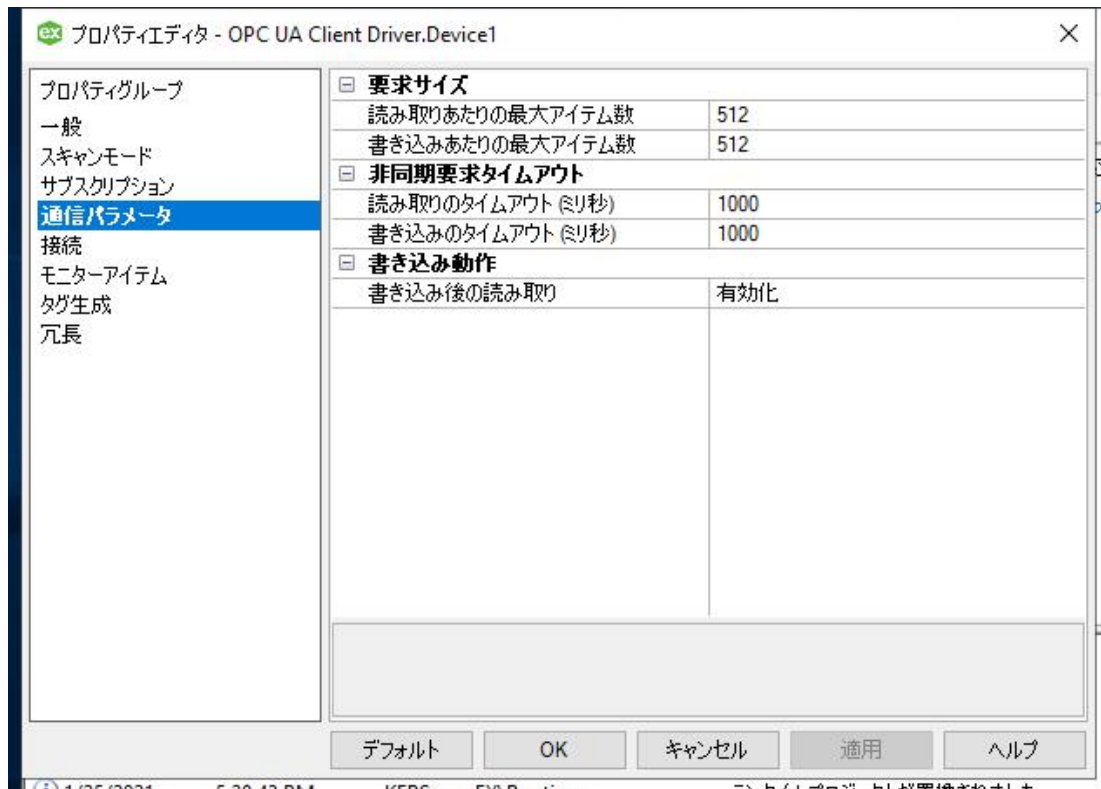 プロパティエディタ - OPC UA Client Driver.Device1
プロパティグループ
一般
スキャンモード
サブスクリプション
通信パラメータ
接続
モニターアイテム
タグ生成
冗長
要求サイズ
読み取りあたりの最大アイテム数 512
書き込みあたりの最大アイテム数 512
非同期要求タイムアウト
読み取りのタイムアウト (ミリ秒) 1000
書き込みのタイムアウト (ミリ秒) 1000
書き込み動作
書き込み後の読み取り 有効化
デフォルト OK キャンセル 適用 ヘルプ